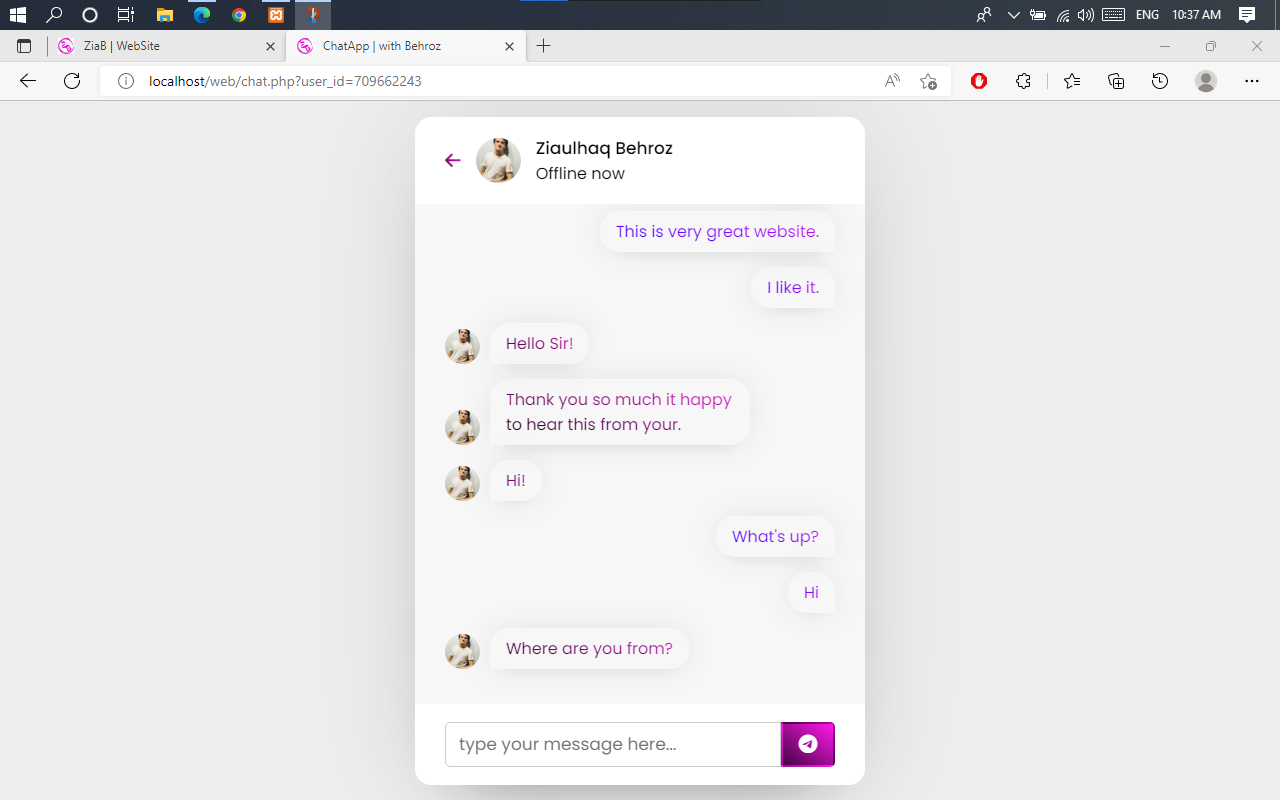 ENG 10:37 AM
ZiaB | WebSite
ChatApp | with Behroz
localhost/web/chat.php?user_id=709662243
Ziaulhaq Behroz
Offline now
This is very great website.
I like it.
Hello Sir!
Thank you so much it happy
to hear this from your.
Hi!
What's up?
Hi
Where are you from?
type your message here...